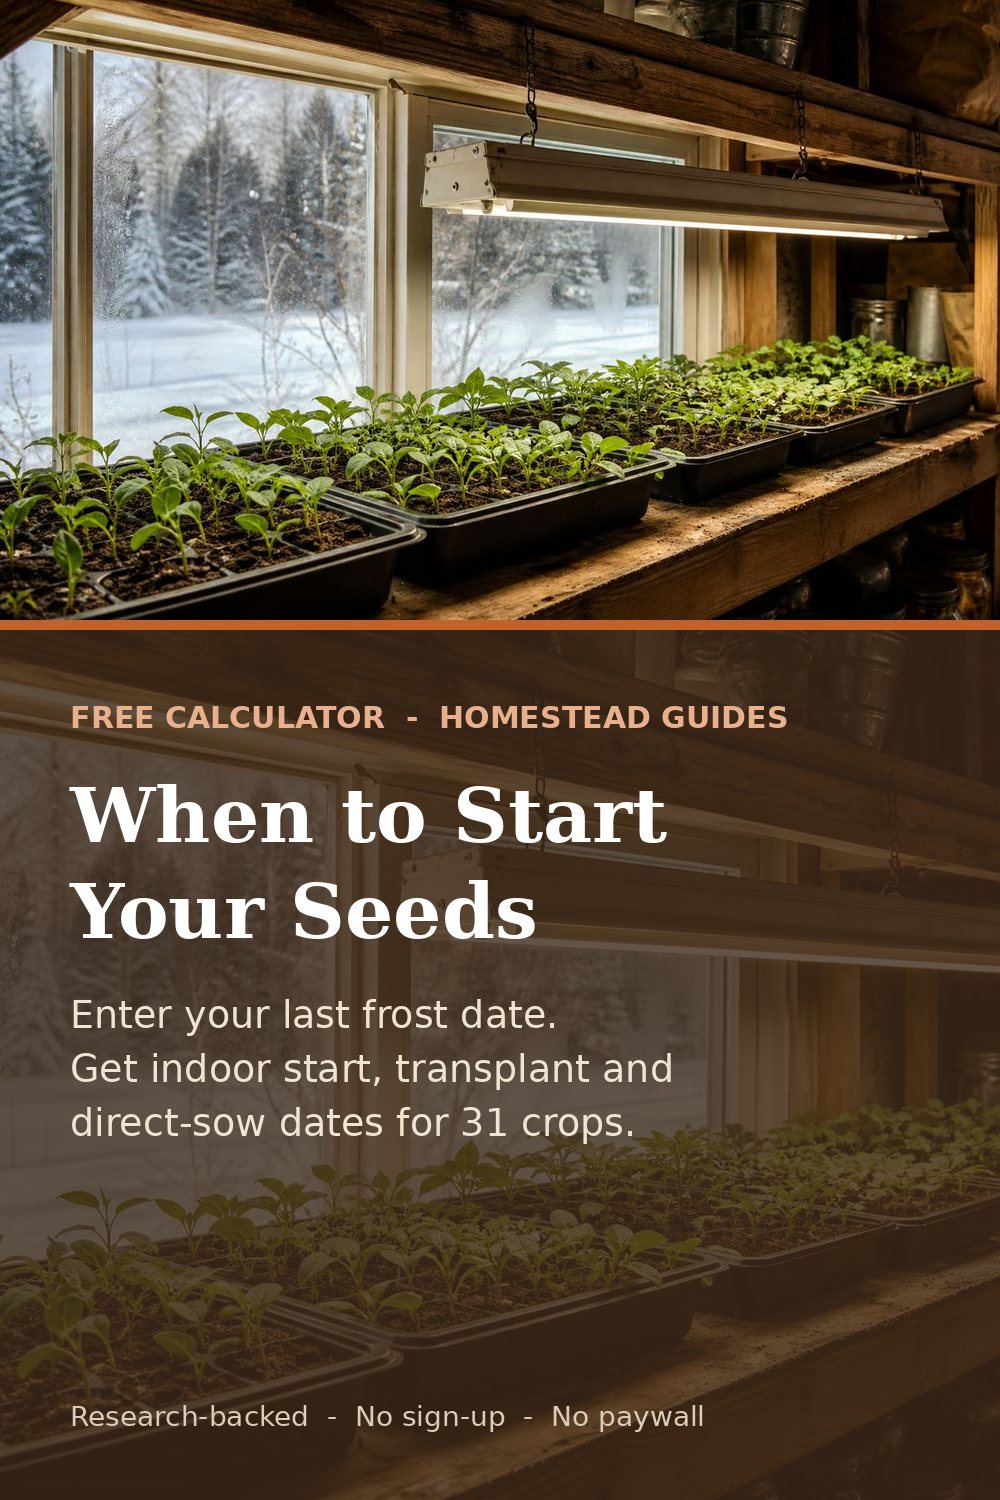 FREE CALCULATOR - HOMESTEAD GUIDES
When to Start
Your Seeds
Enter your last frost date.
Get indoor start, transplant and
direct-sow dates for 31 crops.
Research-backed - No sign-up - No paywall